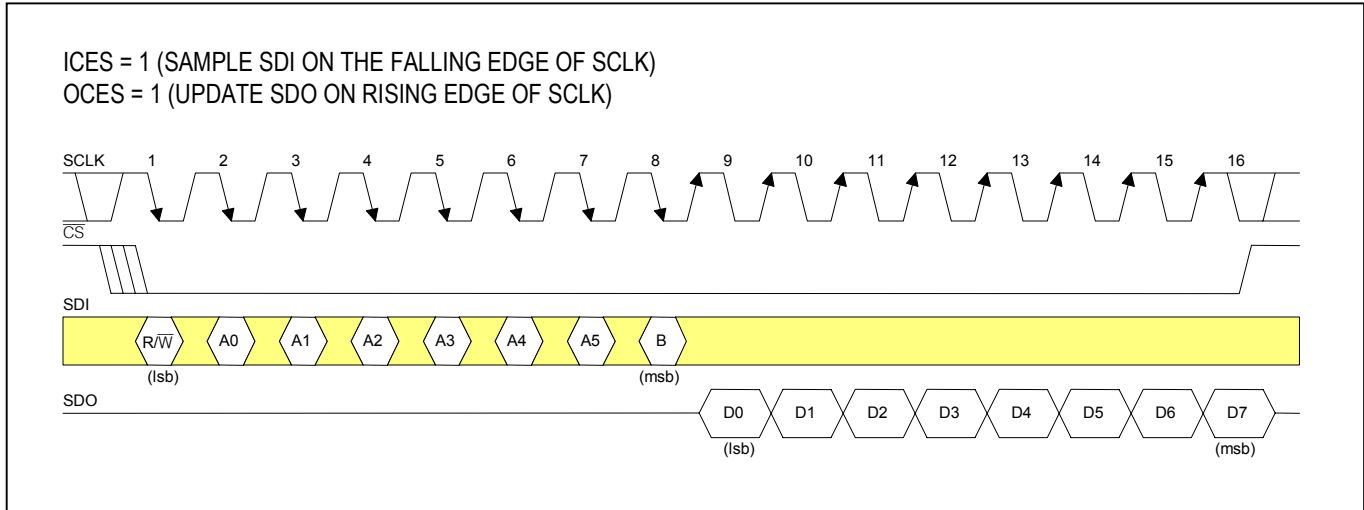 ICES = 1 (SAMPLE SDI ON THE FALLING EDGE OF SCLK)
OCES = 1 (UPDATE SDO ON RISING EDGE OF SCLK)
SCLK 1 2 3 4 5 6 7 8 9 10 11 12 13 14 15 16
C̅S̅
SDI
R/W̅ A0 A1 A2 A3 A4 A5 B
(lsb) (msb)
SDO
D0 D1 D2 D3 D4 D5 D6 D7
(lsb) (msb)